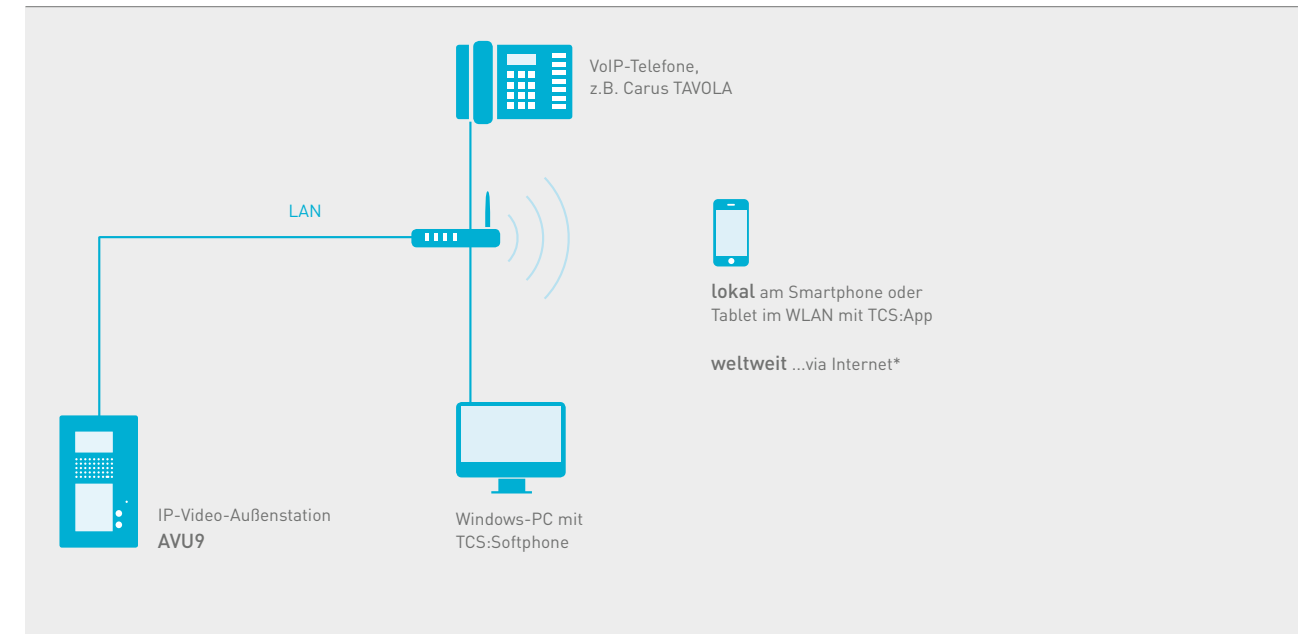 VoIP-Telefone,
z.B. Carus TAVOLA
LAN
lokal am Smartphone oder
Tablet im WLAN mit TCS:App
weltweit ...via Internet*
IP-Video-Außenstation
AVU9
Windows-PC mit
TCS:Softphone